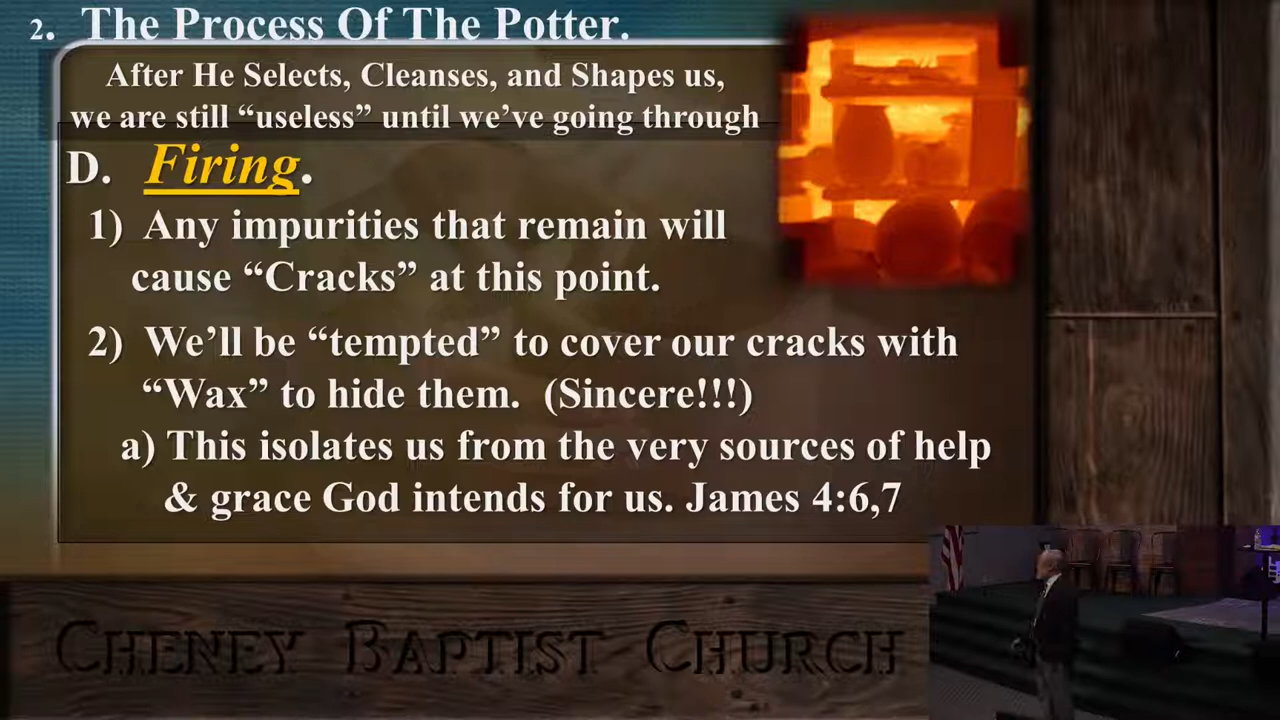 2. The Process Of The Potter.
After He Selects, Cleanses, and Shapes us,
we are still “useless” until we’ve going through
D. Firing.
1) Any impurities that remain will
cause “Cracks” at this point.
2) We’ll be “tempted” to cover our cracks with
“Wax” to hide them. (Sincere!!!)
a) This isolates us from the very sources of help
& grace God intends for us. James 4:6,7
Cheney Baptist Church